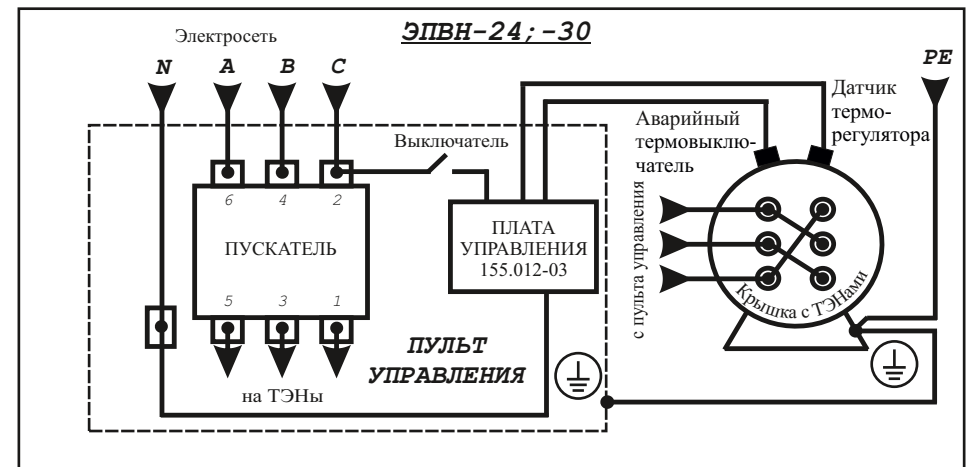 ЭПВН-24;-30
Электросеть
N A B C
PE
Датчик
термо-
регулятора
Аварийный
термовыклю-
чатель
Выключатель
6 4 2
ПУСКАТЕЛЬ
5 3 1
ПЛАТА
УПРАВЛЕНИЯ
155.012-03
с пульта управления
Крышка с ТЭНами
ПУЛЬТ
УПРАВЛЕНИЯ
на ТЭНы